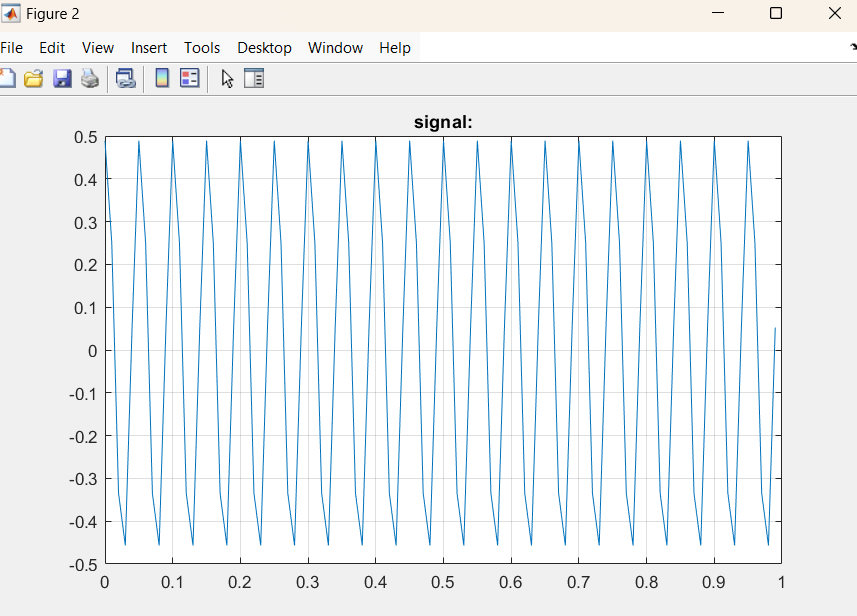 Figure 2
File Edit View Insert Tools Desktop Window Help
signal:
0.5
0.4
0.3
0.2
0.1
0
-0.1
-0.2
-0.3
-0.4
-0.5
0 0.1 0.2 0.3 0.4 0.5 0.6 0.7 0.8 0.9 1